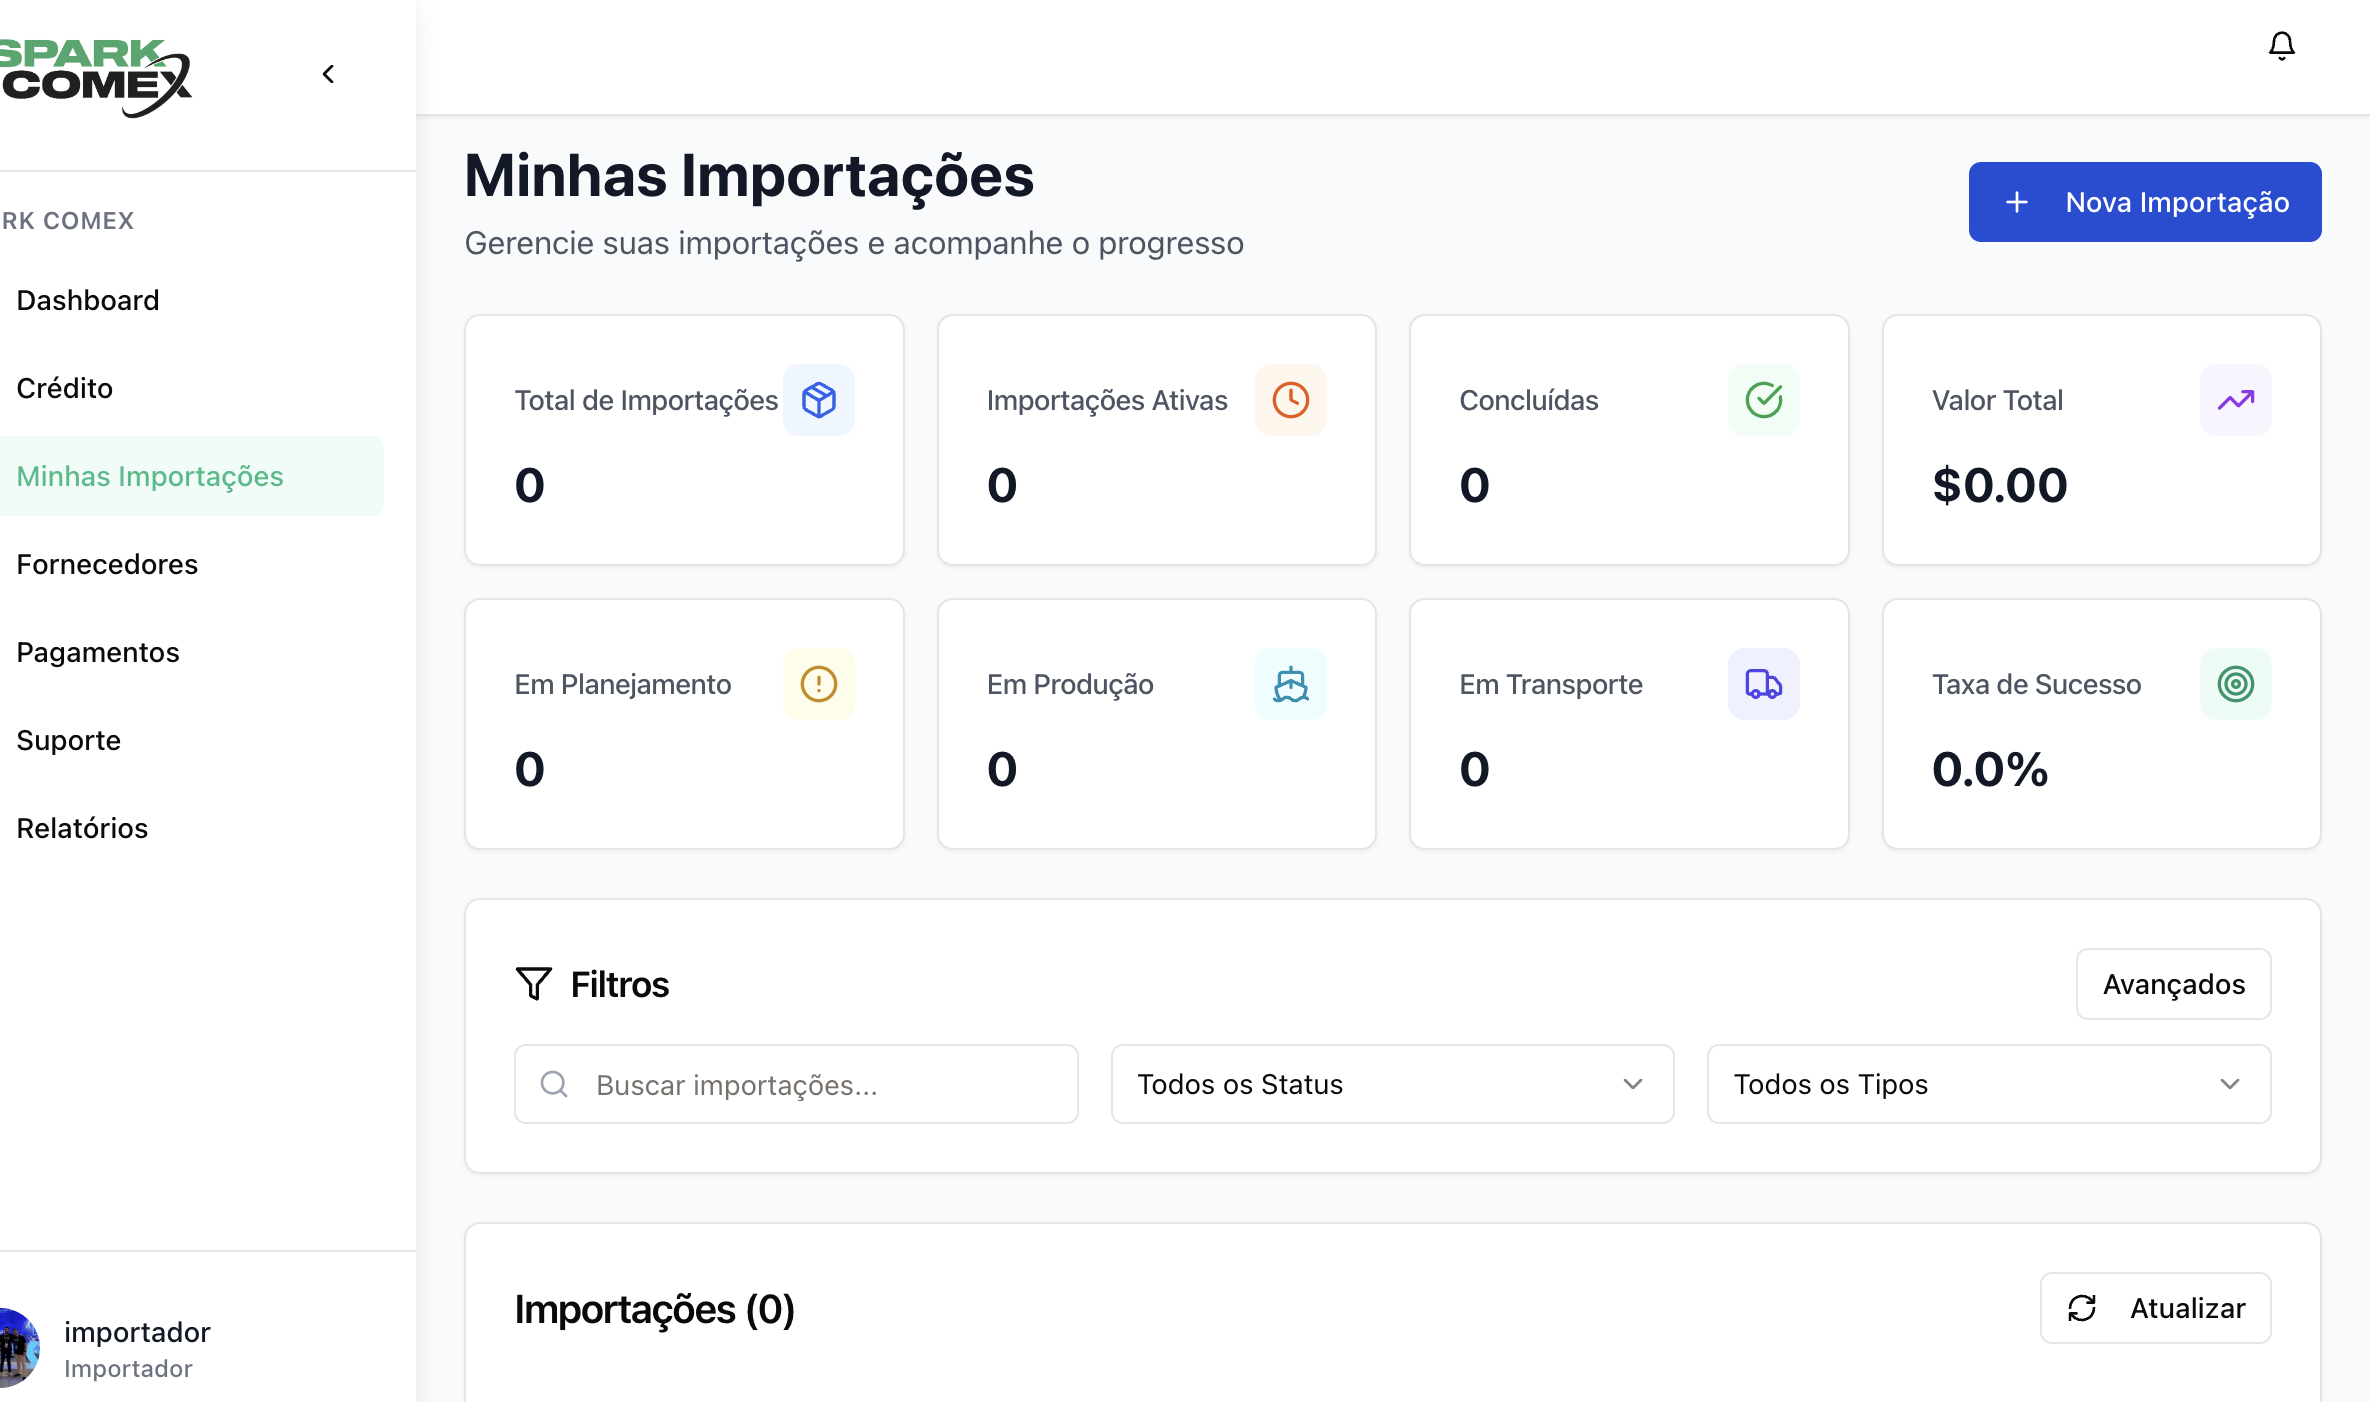 SPARK
COMEX
RK COMEX
Dashboard
Crédito
Minhas Importações
Fornecedores
Pagamentos
Suporte
Relatórios
importador
Importador
Minhas Importações
Gerencie suas importações e acompanhe o progresso
Nova Importação
Total de Importações
0
Importações Ativas
0
Concluídas
0
Valor Total
$0.00
Em Planejamento
0
Em Produção
0
Em Transporte
0
Taxa de Sucesso
0.0%
Filtros
Avançados
Buscar importações...
Todos os Status
Todos os Tipos
Importações (0)
Atualizar